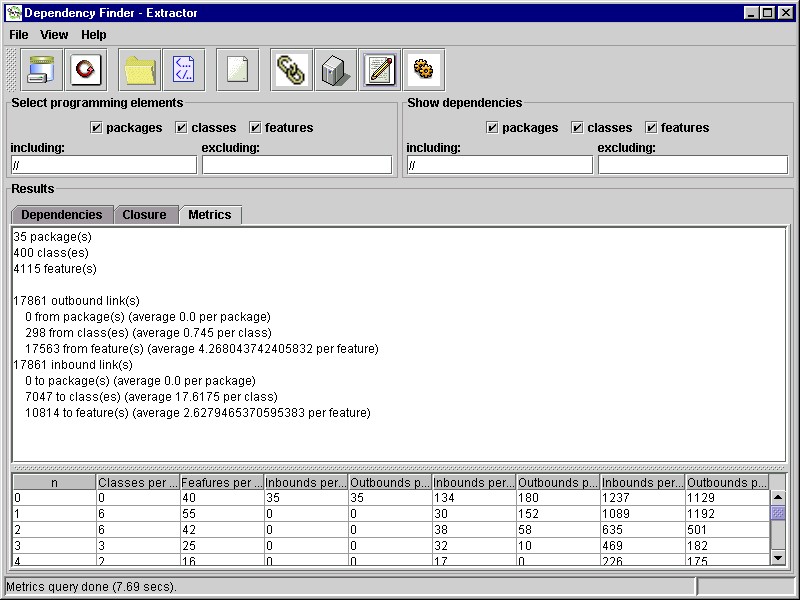 Dependency Finder - Extractor
File View Help
Select programming elements
packages classes features
including: excluding:
//
Show dependencies
packages classes features
including: excluding:
//
Results
Dependencies Closure Metrics
35 package(s)
400 class(es)
4115 feature(s)
17861 outbound link(s)
0 from package(s) (average 0.0 per package)
298 from class(es) (average 0.745 per class)
17563 from feature(s) (average 4.268043742405832 per feature)
17861 inbound link(s)
0 to package(s) (average 0.0 per package)
7047 to class(es) (average 17.6175 per class)
10814 to feature(s) (average 2.6279465370595383 per feature)
n Classes per ... Feafures per ... Inbounds per... Outbounds p... Inbounds per... Outbounds p... Inbounds per... Outbounds p...
0 0 40 35 35 134 180 1237 1129
1 6 55 0 0 30 152 1089 1192
2 6 42 0 0 38 58 635 501
3 3 25 0 0 32 10 469 182
4 2 16 0 0 17 0 226 175
Metrics query done (7.69 secs).